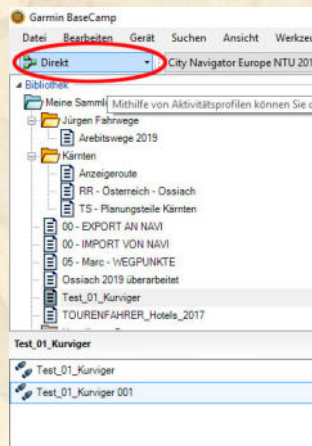 Garmin BaseCamp
Datei Bearbeiten Gerät Suchen Ansicht Werkzeu
Direkt City Navigator Europe NTU 201
Bibliothek
Meine Samml Mithilfe von Aktivitätsprofilen können Sie d
Jürgen Fahrwege
Arebitswege 2019
Kärnten
Anzeigeroute
RR - Österreich - Ossiach
TS - Planungsteile Kärnten
00 - EXPORT AN NAVI
00 - IMPORT VON NAVI
05 - Marc - WEGPUNKTE
Ossiach 2019 überarbeitet
Test_01_Kurviger
TOURENFAHRER_Hotels_2017
Test_01_Kurviger
Test_01_Kurviger
Test_01_Kurviger 001